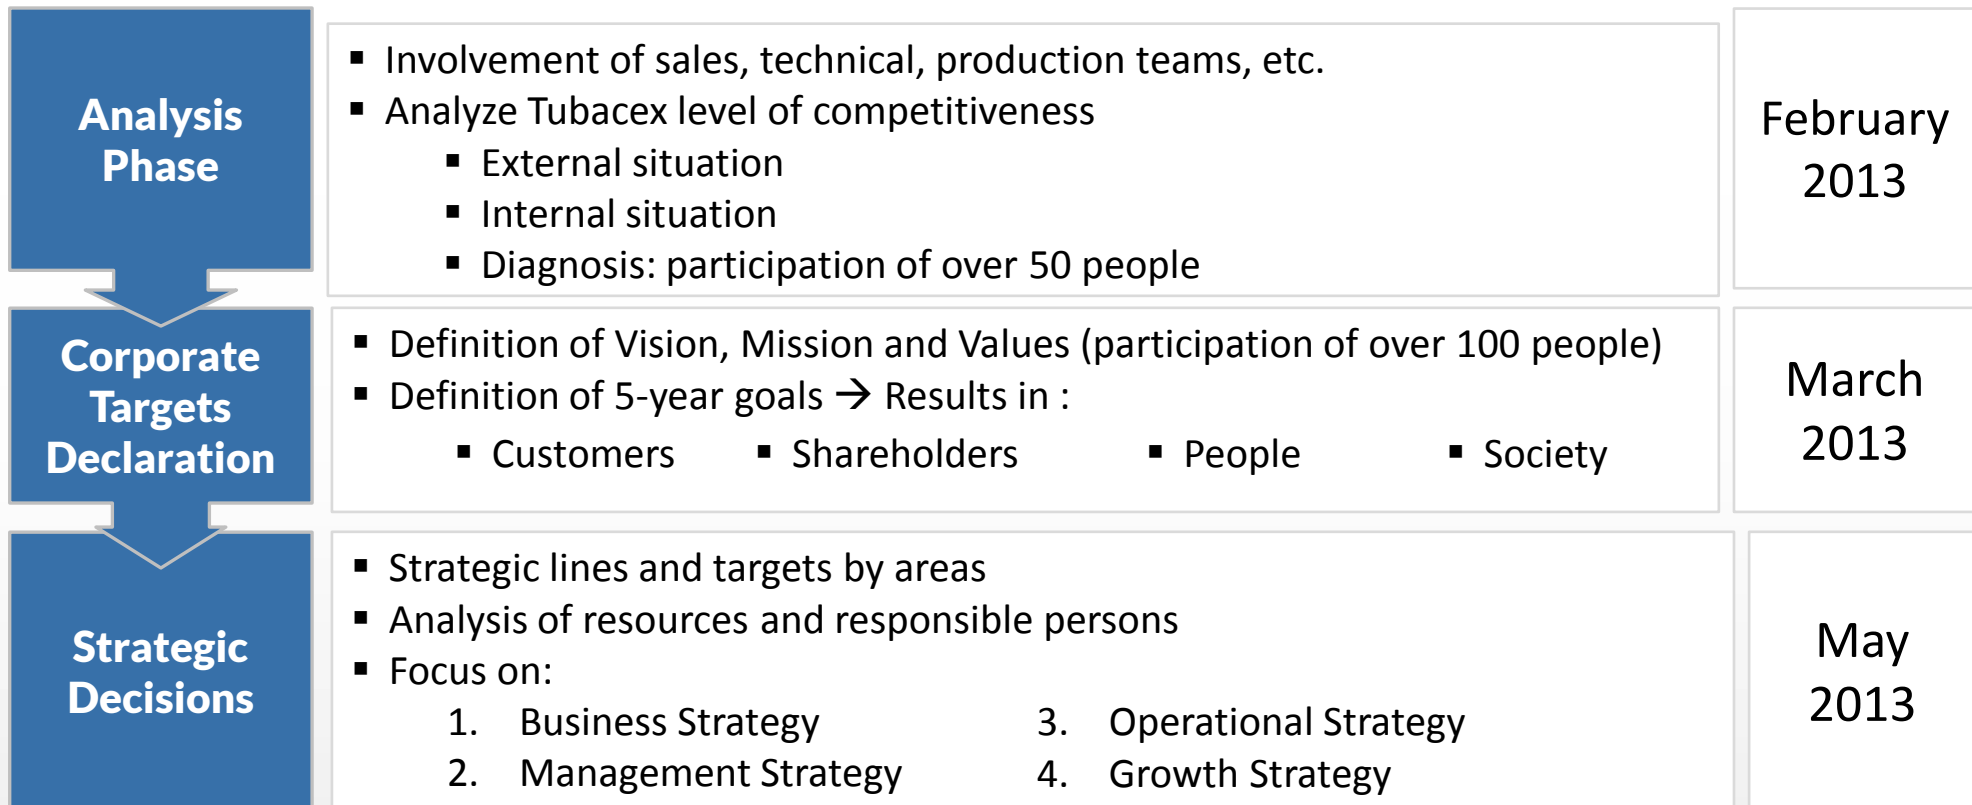 Analysis
Phase
▪ Involvement of sales, technical, production teams, etc.
▪ Analyze Tubacex level of competitiveness
▪ External situation
▪ Internal situation
▪ Diagnosis: participation of over 50 people
February
2013
Corporate
Targets
Declaration
▪ Definition of Vision, Mission and Values (participation of over 100 people)
▪ Definition of 5-year goals → Results in :
▪ Customers ▪ Shareholders ▪ People ▪ Society
March
2013
Strategic
Decisions
▪ Strategic lines and targets by areas
▪ Analysis of resources and responsible persons
▪ Focus on:
1. Business Strategy 3. Operational Strategy
2. Management Strategy 4. Growth Strategy
May
2013